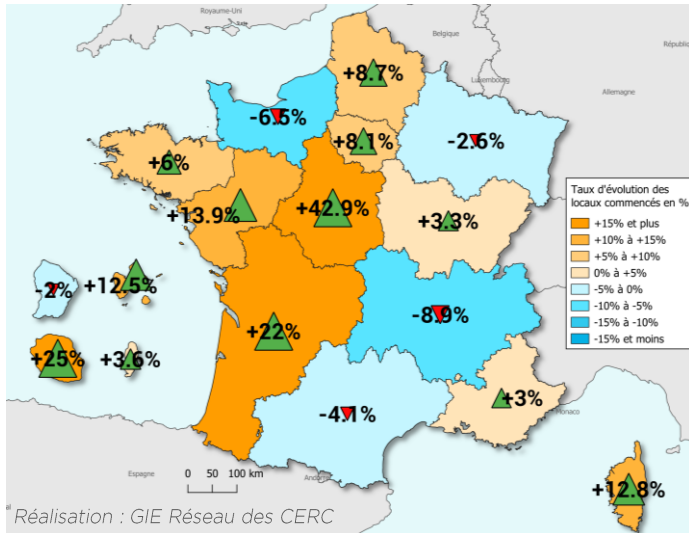 Royaume-Uni
Belgique
Luxembourg
Allemagne
+8.7%
-6.5%
+8.1%
-2.6%
+6%
+13.9%
+42.9%
+3.3%
Taux d'évolution des
locaux commencés en %
+15% et plus
+10% à +15%
+5% à +10%
0% à +5%
-5% à 0%
-10% à -5%
-15% à -10%
-15% et moins
-2%
+12.5%
+25%
+3.6%
+22%
-8.9%
-4.1%
+3%
Monaco
Espagne
0 50 100 km
+12.8%
Réalisation : GIE Réseau des CERC